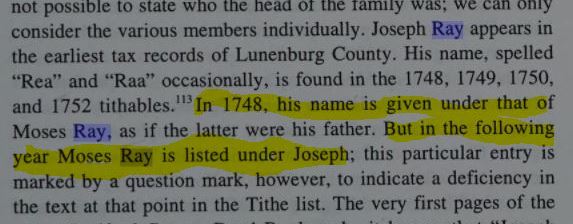 not possible to state who the head of the family was; we can only
consider the various members individually. Joseph Ray appears in
the earliest tax records of Lunenburg County. His name, spelled
“Rea” and “Raa” occasionally, is found in the 1748, 1749, 1750,
and 1752 tithables.113 In 1748, his name is given under that of
Moses Ray, as if the latter were his father. But in the following
year Moses Ray is listed under Joseph; this particular entry is
marked by a question mark, however, to indicate a deficiency in
the text at that point in the Tithe list. The very first pages of the